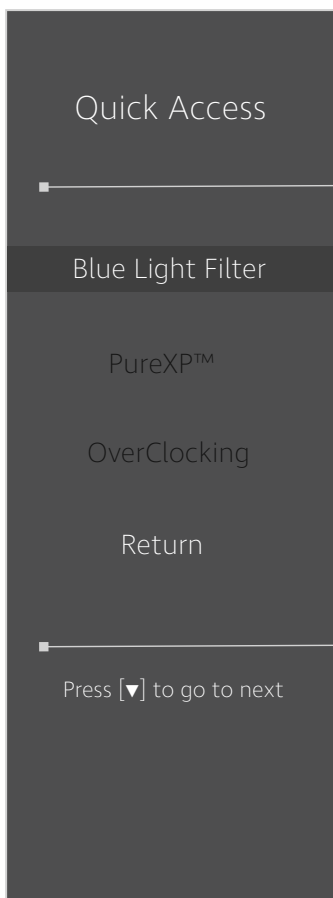 Quick Access
Blue Light Filter
PureXP™
OverClocking
Return
Press [▼] to go to next